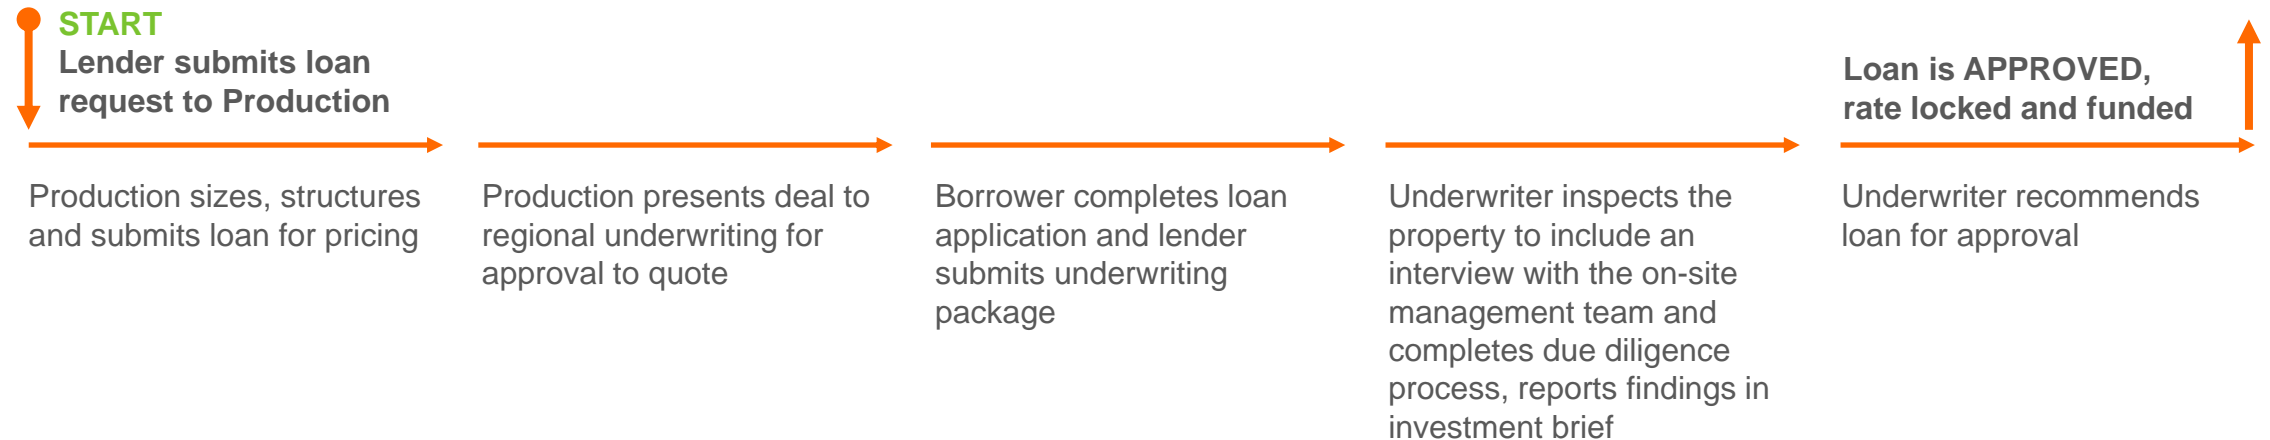 START
Lender submits loan
request to Production
Loan is APPROVED,
rate locked and funded
Production sizes, structures
and submits loan for pricing
Production presents deal to
regional underwriting for
approval to quote
Borrower completes loan
application and lender
submits underwriting
package
Underwriter inspects the
property to include an
interview with the on-site
management team and
completes due diligence
process, reports findings in
investment brief
Underwriter recommends
loan for approval